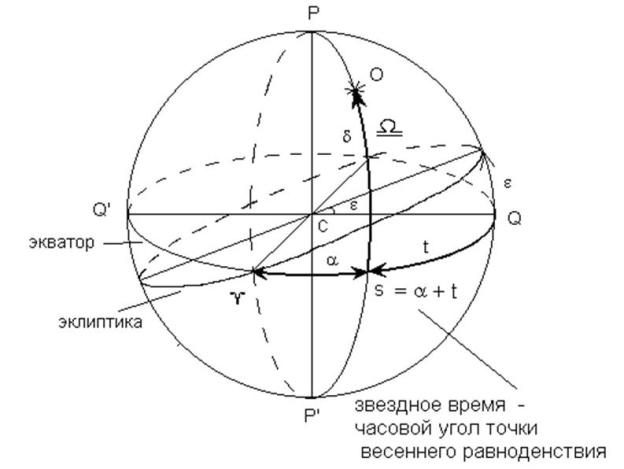 P
O
δ
Ω
ε
Q'
ε
C
Q
экватор
α
t
γ
s = α + t
эклиптика
P'
звездное время -
часовой угол точки
весеннего равноденствия